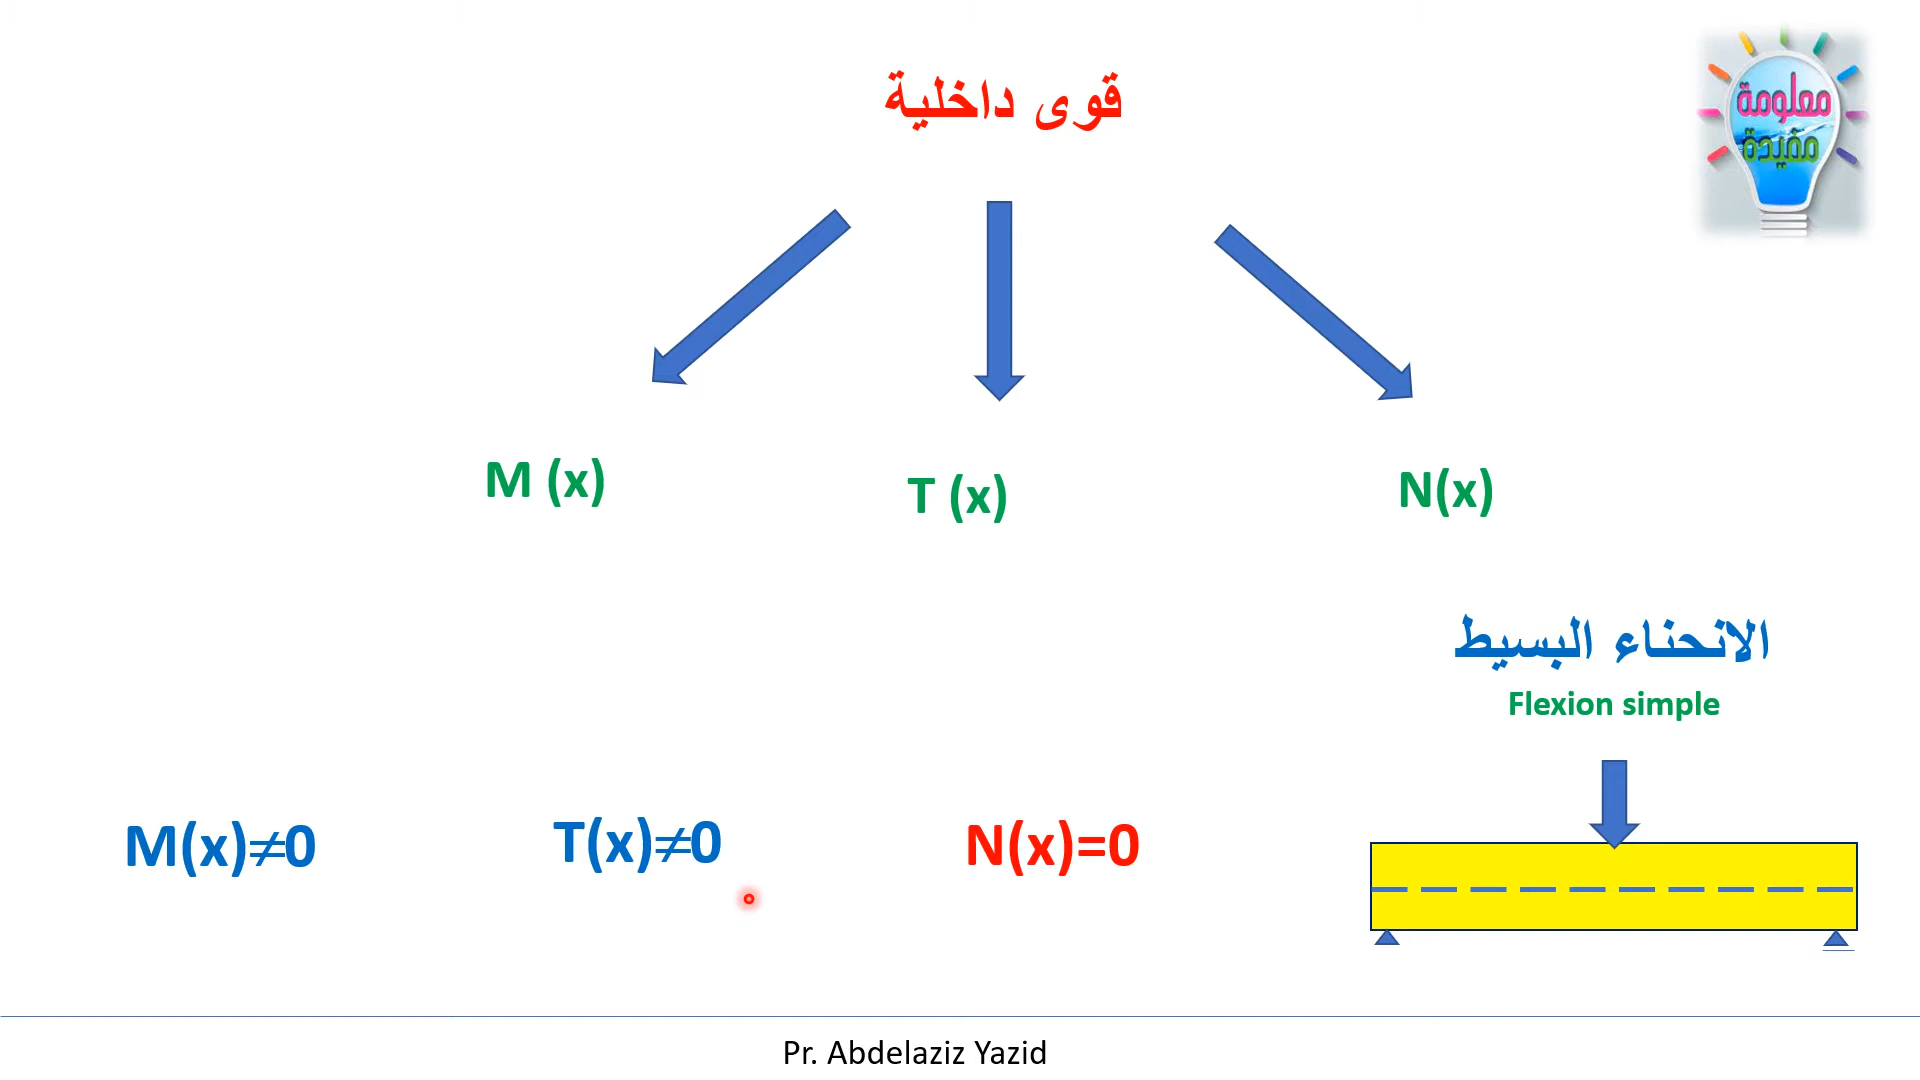 قوى داخلية
معلومة
مفيدة
M (x)
T (x)
N(x)
الانحناء البسيط
Flexion simple
M(x)≠0
T(x)≠0
N(x)=0
Pr. Abdelaziz Yazid